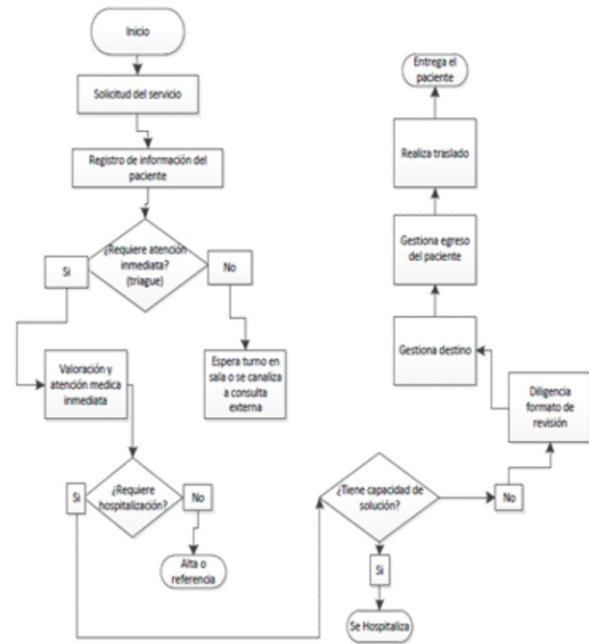 Inicio
Solicitud del servicio
Registro de información del
paciente
¿Requiere atención
inmediata?
(triague)
Si
No
Valoración y
atención medica
inmediata
Espera turno en
sala o se canaliza
a consulta
externa
¿Requiere
hospitalización?
Si
No
Alta o
referencia
¿Tiene capacidad de
solución?
Si
Se Hospitaliza
No
Diligencia
formato de
revisión
Gestiona destino
Gestiona egreso
del paciente
Realiza traslado
Entrega el
paciente